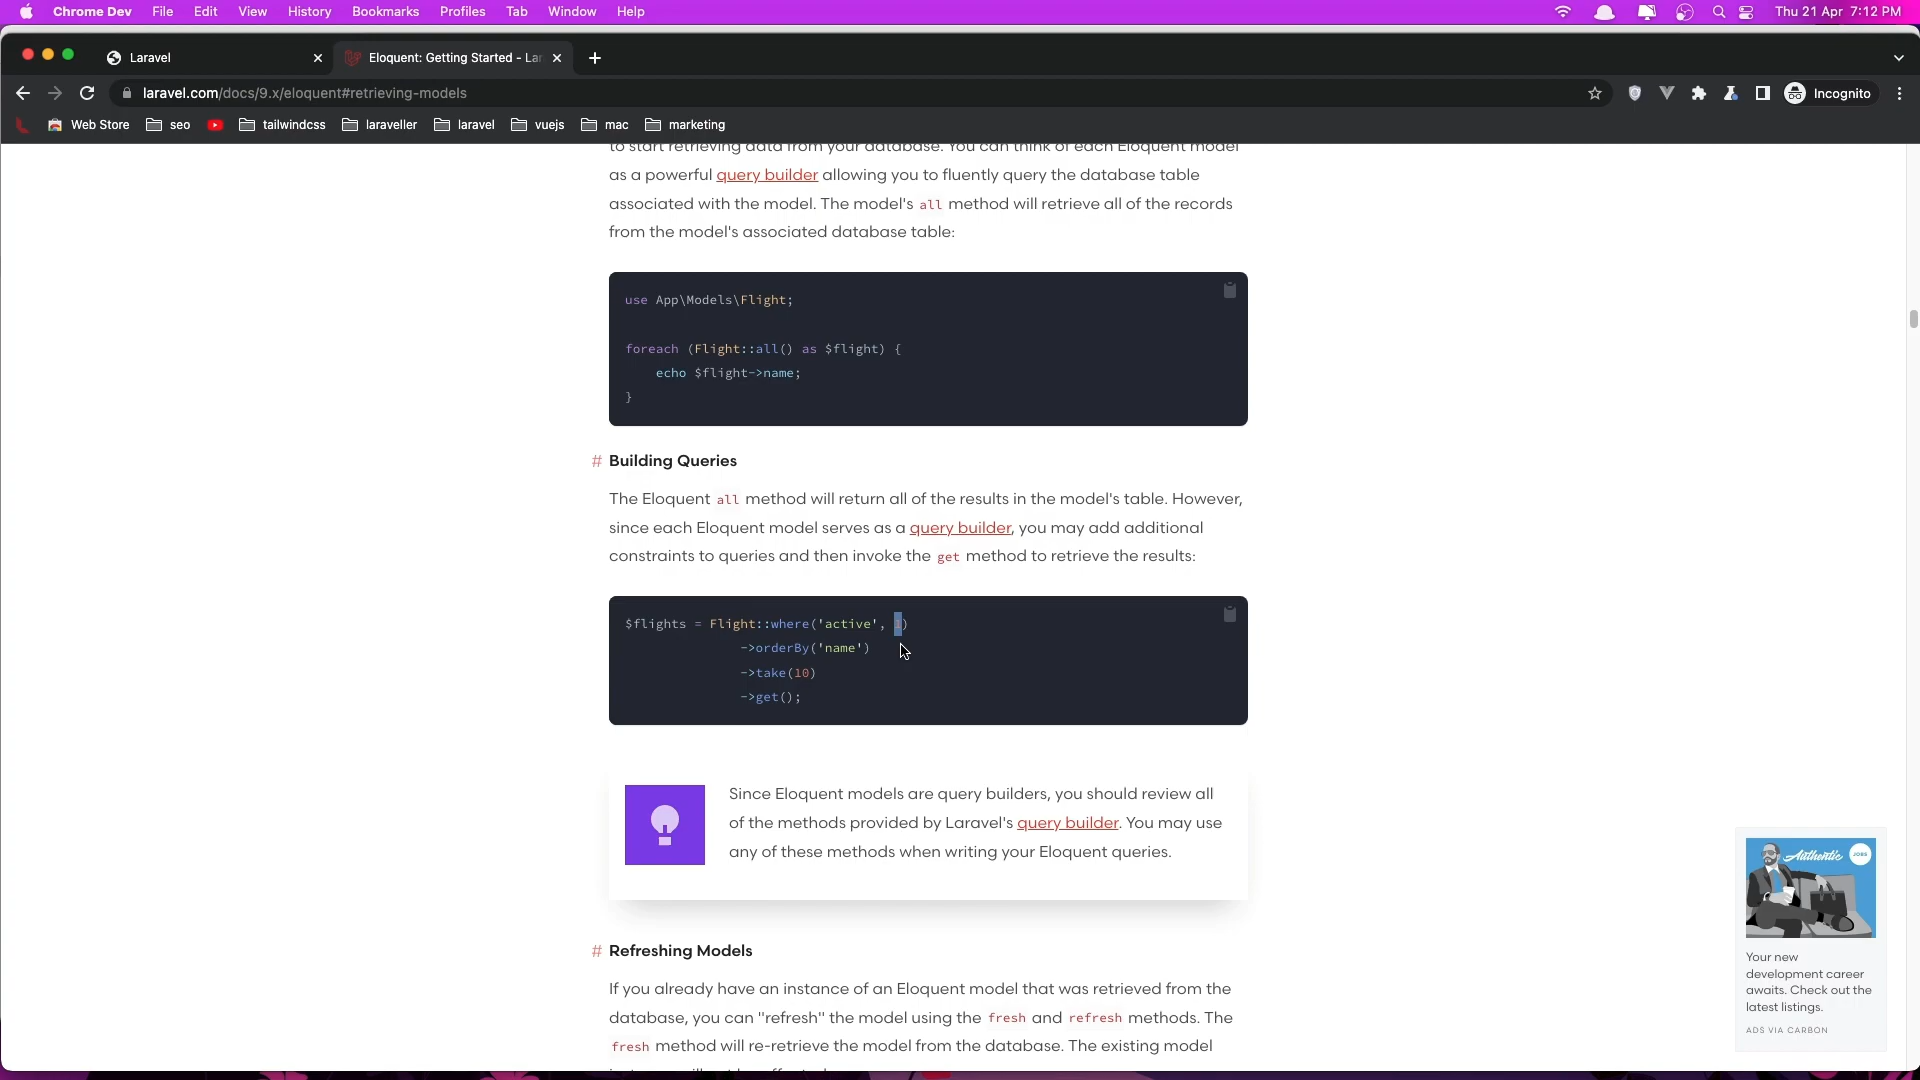 Chrome Dev File Edit View History Bookmarks Profiles Tab Window Help Thu 21 Apr 7:12 PM
Laravel Eloquent: Getting Started - Lar
laravel.com/docs/9.x/eloquent#retrieving-models Incognito
Web Store seo tailwindcss laraveller laravel vuejs mac marketing
to start retrieving data from your database. You can think of each Eloquent model
as a powerful query builder allowing you to fluently query the database table
associated with the model. The model's all method will retrieve all of the records
from the model's associated database table:
use App\Models\Flight;
foreach (Flight::all() as $flight) {
echo $flight->name;
}
# Building Queries
The Eloquent all method will return all of the results in the model's table. However,
since each Eloquent model serves as a query builder, you may add additional
constraints to queries and then invoke the get method to retrieve the results:
$flights = Flight::where('active', 1)
->orderBy('name')
->take(10)
->get();
Since Eloquent models are query builders, you should review all
of the methods provided by Laravel's query builder. You may use
any of these methods when writing your Eloquent queries.
# Refreshing Models
If you already have an instance of an Eloquent model that was retrieved from the
database, you can "refresh" the model using the fresh and refresh methods. The
fresh method will re-retrieve the model from the database. The existing model
Authentic JOBS
Your new
development career
awaits. Check out the
latest listings.
ADS VIA CARBON